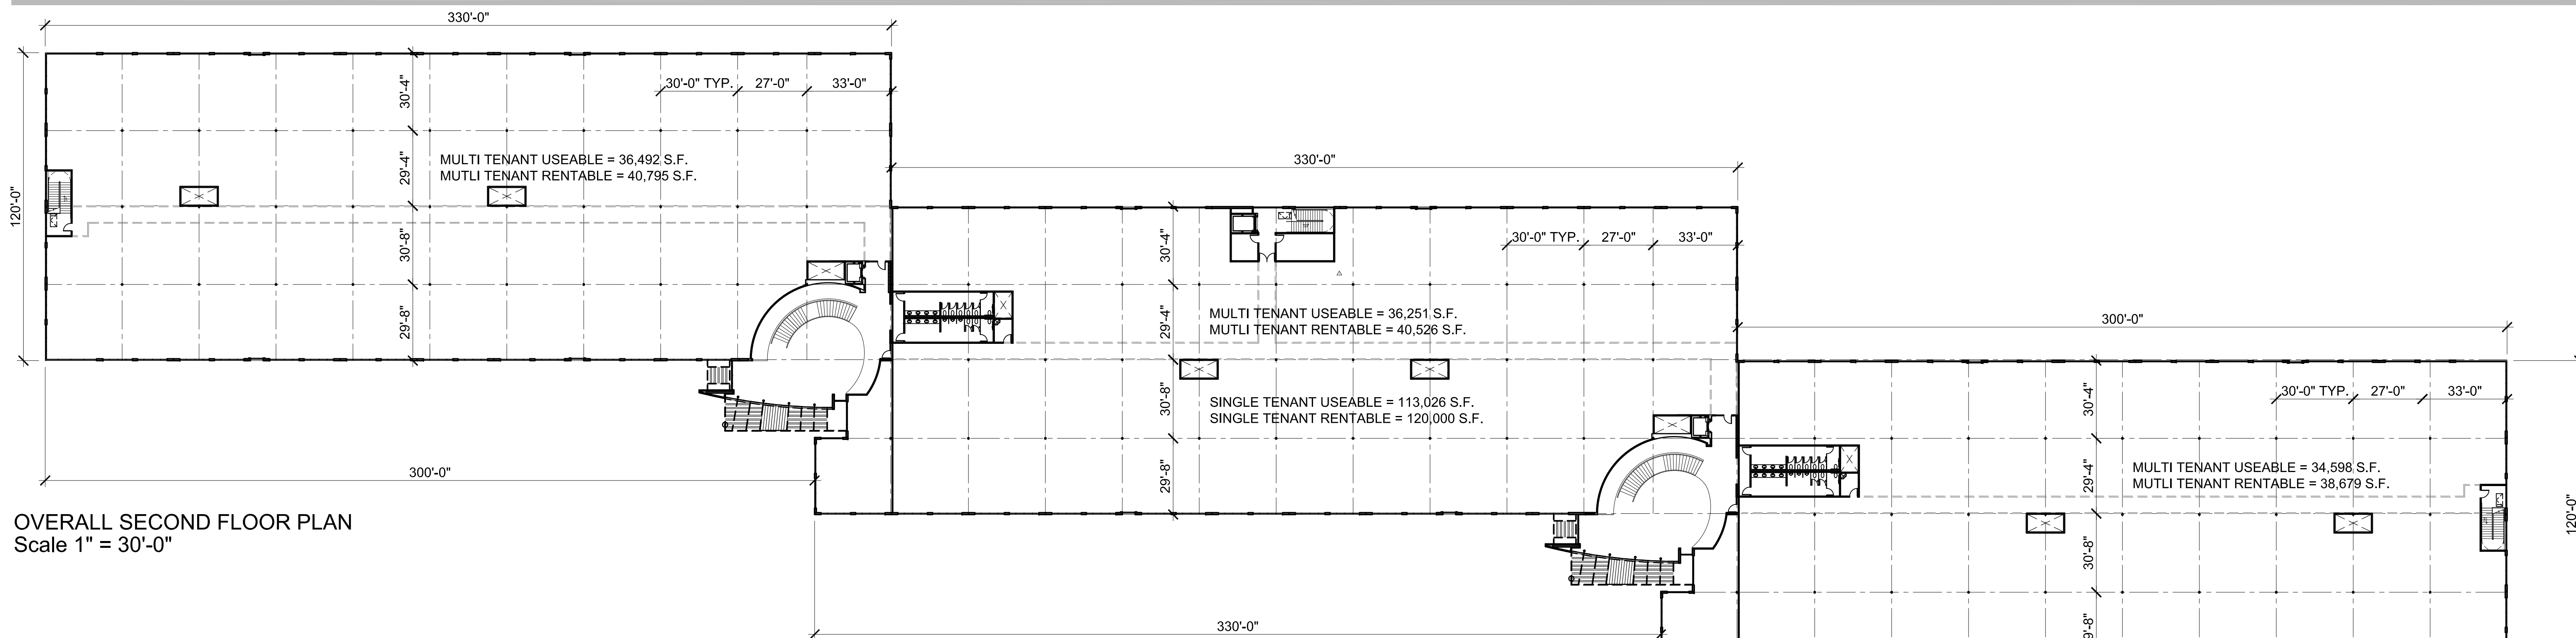 330'-0"
30'-4"
30'-0" TYP.
27'-0"
33'-0"
120'-0"
29'-4"
MULTI TENANT USEABLE = 36,492 S.F.
MUTLI TENANT RENTABLE = 40,795 S.F.
30'-8"
29'-8"
300'-0"
330'-0"
30'-4"
30'-0" TYP.
27'-0"
33'-0"
29'-4"
MULTI TENANT USEABLE = 36,251 S.F.
MUTLI TENANT RENTABLE = 40,526 S.F.
30'-8"
SINGLE TENANT USEABLE = 113,026 S.F.
SINGLE TENANT RENTABLE = 120,000 S.F.
29'-8"
330'-0"
300'-0"
30'-4"
30'-0" TYP.
27'-0"
33'-0"
29'-4"
MULTI TENANT USEABLE = 34,598 S.F.
MUTLI TENANT RENTABLE = 38,679 S.F.
120'-0"
30'-8"
9'-8"
OVERALL SECOND FLOOR PLAN
Scale 1" = 30'-0"